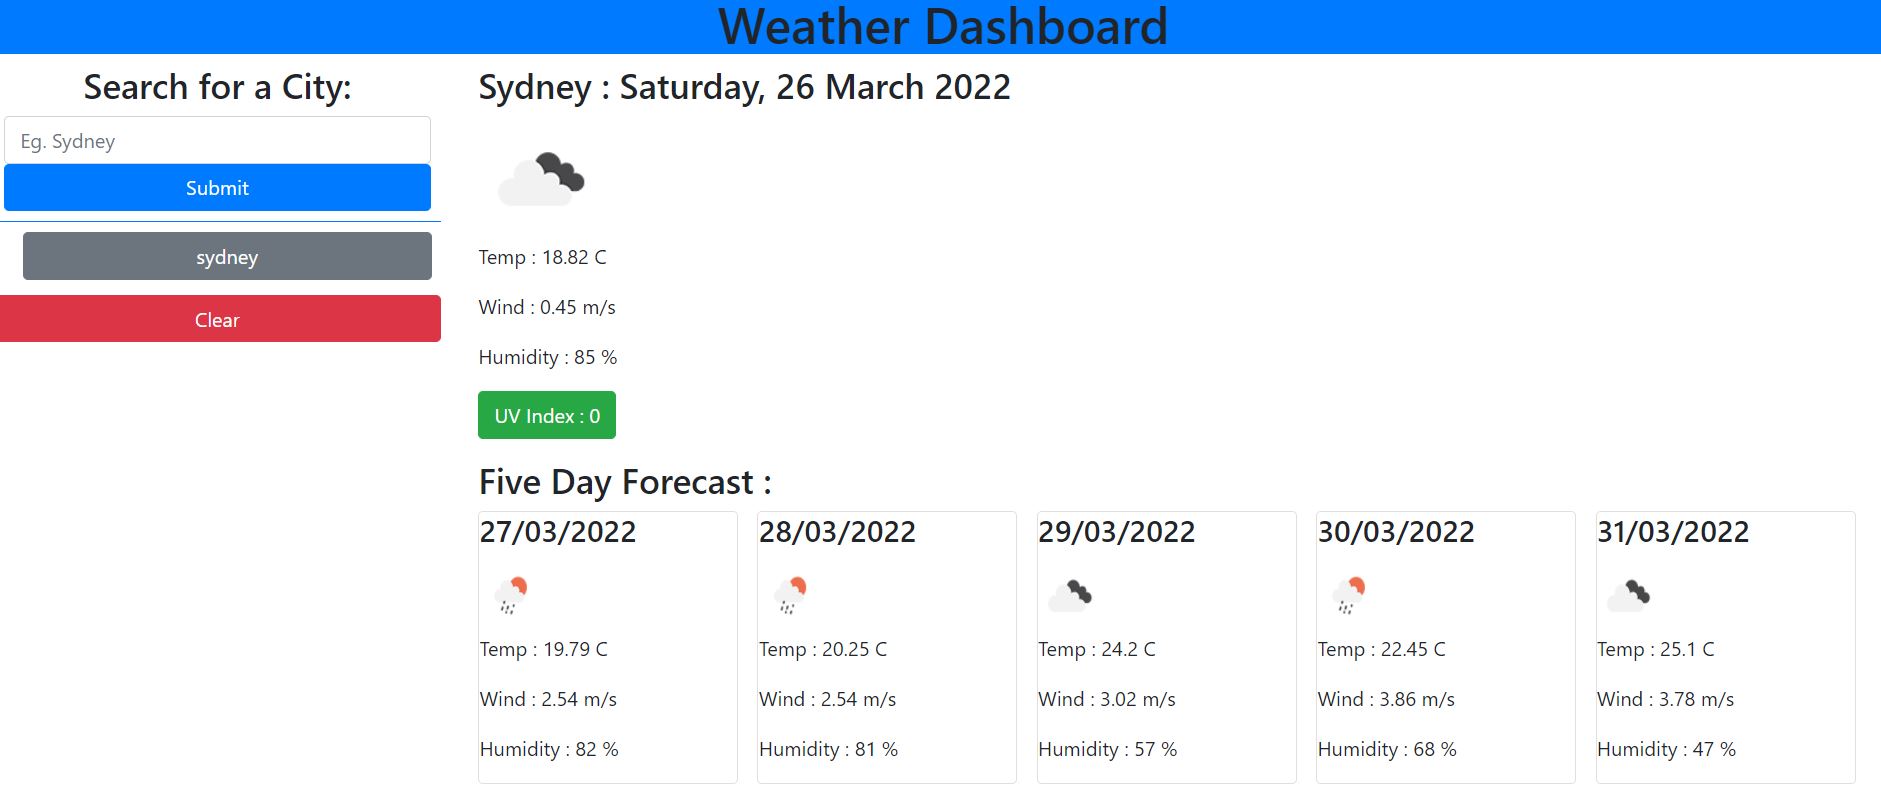 Weather Dashboard
Search for a City:
Eg. Sydney
Submit
sydney
Clear
Sydney : Saturday, 26 March 2022
Temp : 18.82 C
Wind : 0.45 m/s
Humidity : 85 %
UV Index : 0
Five Day Forecast :
27/03/2022
Temp : 19.79 C
Wind : 2.54 m/s
Humidity : 82 %
28/03/2022
Temp : 20.25 C
Wind : 2.54 m/s
Humidity : 81 %
29/03/2022
Temp : 24.2 C
Wind : 3.02 m/s
Humidity : 57 %
30/03/2022
Temp : 22.45 C
Wind : 3.86 m/s
Humidity : 68 %
31/03/2022
Temp : 25.1 C
Wind : 3.78 m/s
Humidity : 47 %